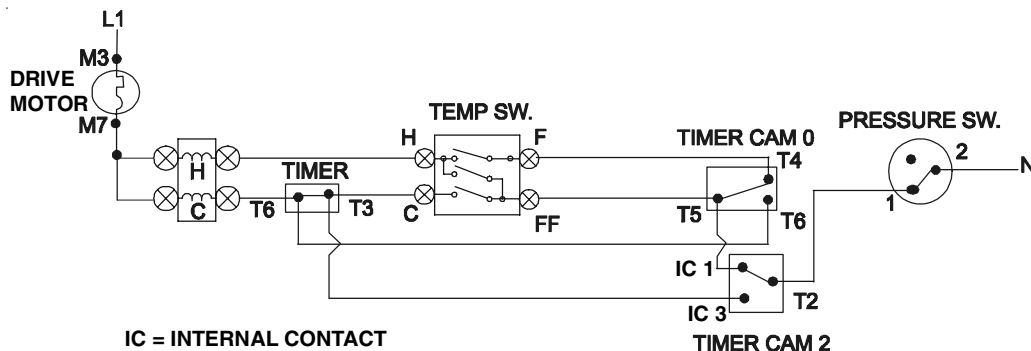 L1
M3
DRIVE
MOTOR
M7
H
C
T6
TIMER
T3
TEMP SW.
H
F
C
FF
TIMER CAM 0
T4
T5
T6
PRESSURE SW.
2
N
1
IC 1
T2
IC 3
TIMER CAM 2
IC = INTERNAL CONTACT